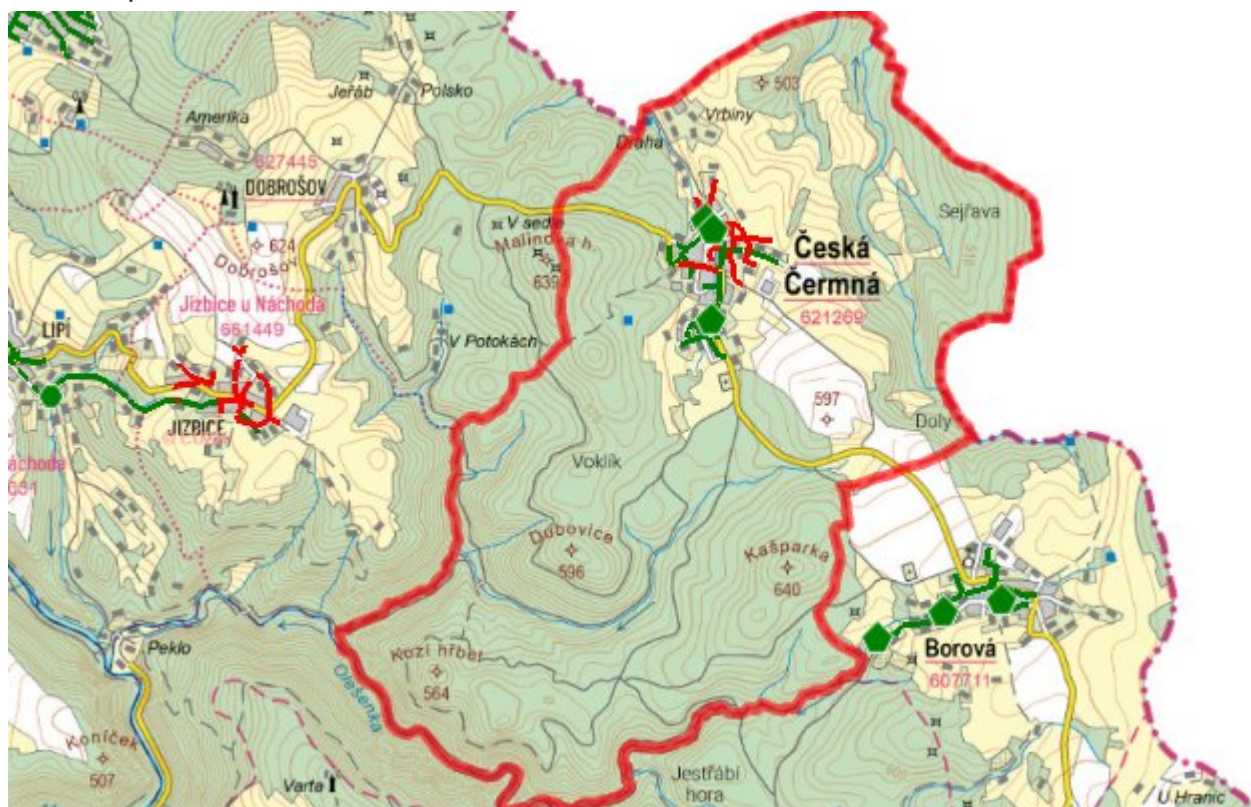 503
Jeřáb
Polsko
Vrbiny
Amerika
Draha
627445
DOBROŠOV
Sejřava
V sedle
624
Dobrošov
Malinova h.
639
Česká
Čermná
621269
Jizbice u Náchoda
661449
LIPÍ
V Potokách
597
JIZBICE
Doly
áchoda
Voklík
Dubovice
596
Kašparka
640
Peklo
Kozí hřbet
564
Olešenka
Borová
607711
Koníček
507
Varta
Jestřábí
hora
U Hranic